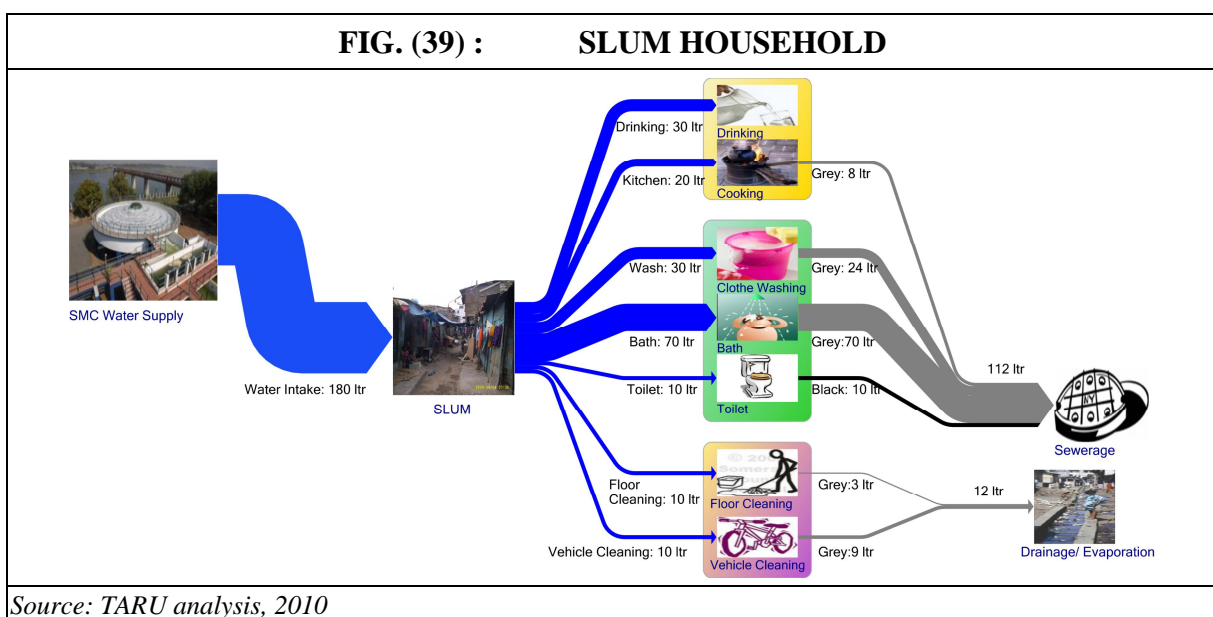 FIG. (39) : SLUM HOUSEHOLD
Drinking: 30 ltr
Drinking
Kitchen: 20 ltr
Cooking
Grey: 8 ltr
SMC Water Supply
Wash: 30 ltr
Clothe Washing
Grey: 24 ltr
Water Intake: 180 ltr
SLUM
Bath: 70 ltr
Bath
Grey:70 ltr
Toilet: 10 ltr
Toilet
Black: 10 ltr
112 ltr
NY
Sewerage
Floor
Cleaning: 10 ltr
Floor Cleaning
Grey:3 ltr
12 ltr
Drainage/ Evaporation
Vehicle Cleaning: 10 ltr
Vehicle Cleaning
Grey:9 ltr
Source: TARU analysis, 2010